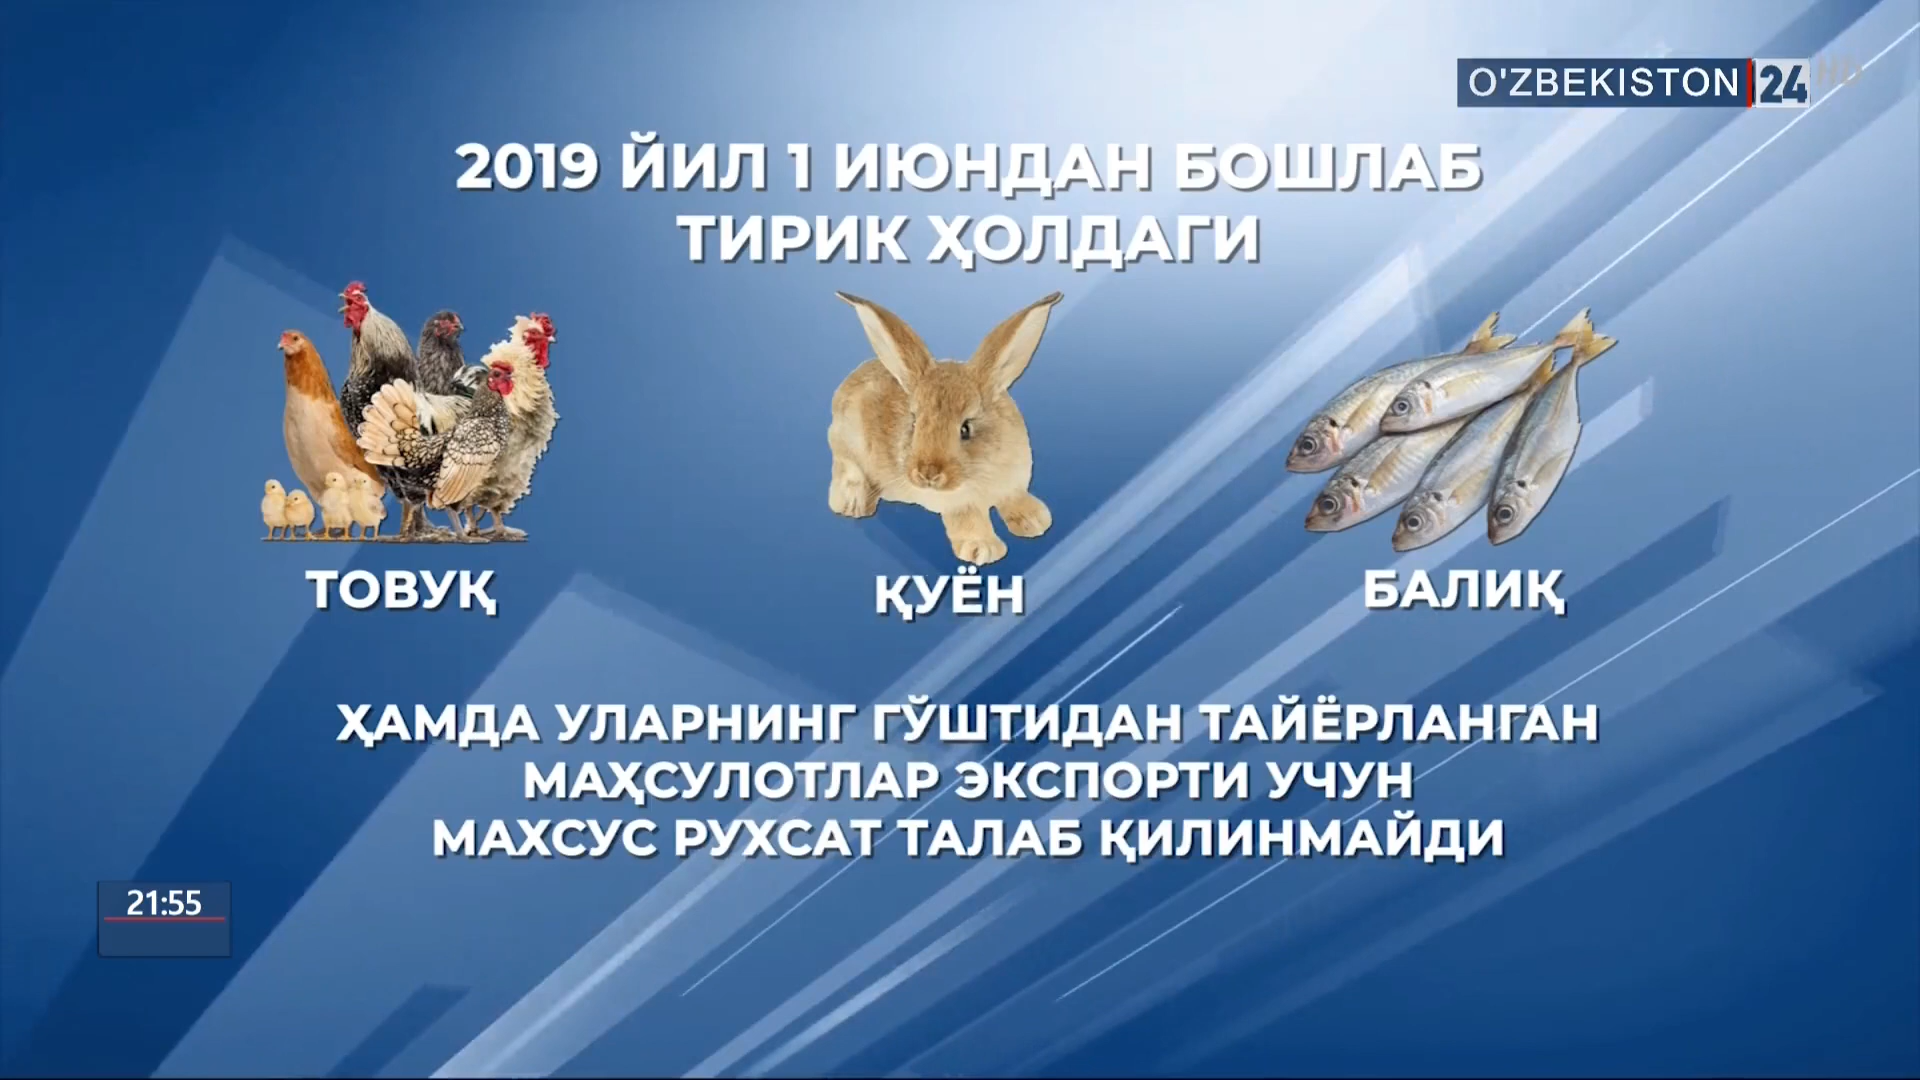 O'ZBEKISTON 24 HD
2019 ЙИЛ 1 ИЮНДАН БОШЛАБ
ТИРИК ҲОЛДАГИ
ТОВУҚ
ҚУЁН
БАЛИҚ
ҲАМДА УЛАРНИНГ ГЎШТИДАН ТАЙЁРЛАНГАН
МАҲСУЛОТЛАР ЭКСПОРТИ УЧУН
МАХСУС РУХСАТ ТАЛАБ ҚИЛИНМАЙДИ
21:55